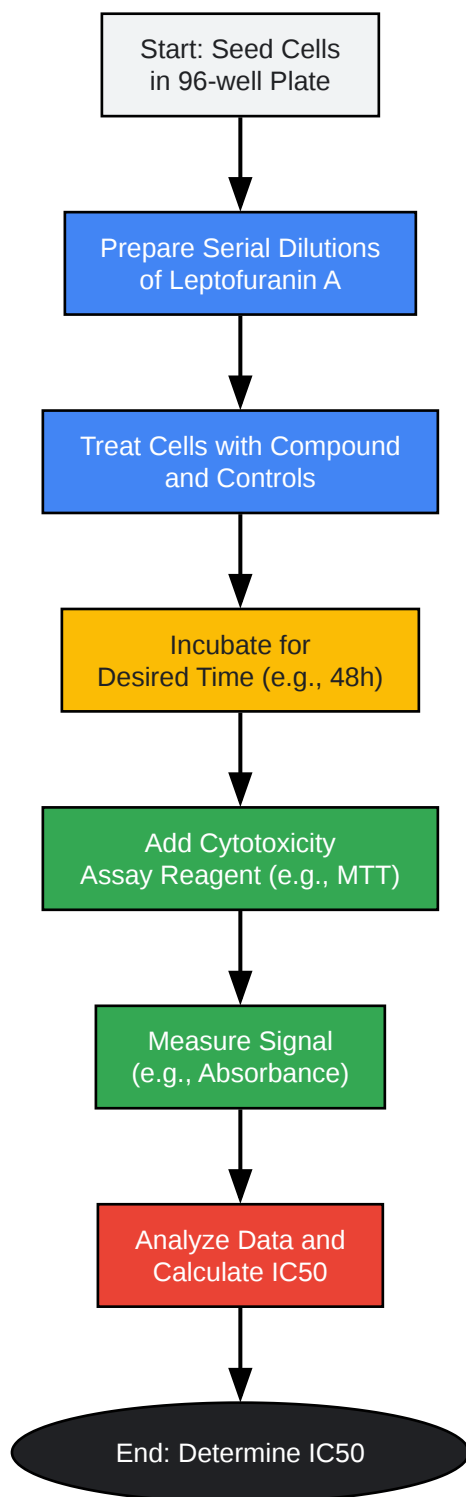 Start: Seed Cells
in 96-well Plate
Prepare Serial Dilutions
of Leptofuranin A
Treat Cells with Compound
and Controls
Incubate for
Desired Time (e.g., 48h)
Add Cytotoxicity
Assay Reagent (e.g., MTT)
Measure Signal
(e.g., Absorbance)
Analyze Data and
Calculate IC50
End: Determine IC50